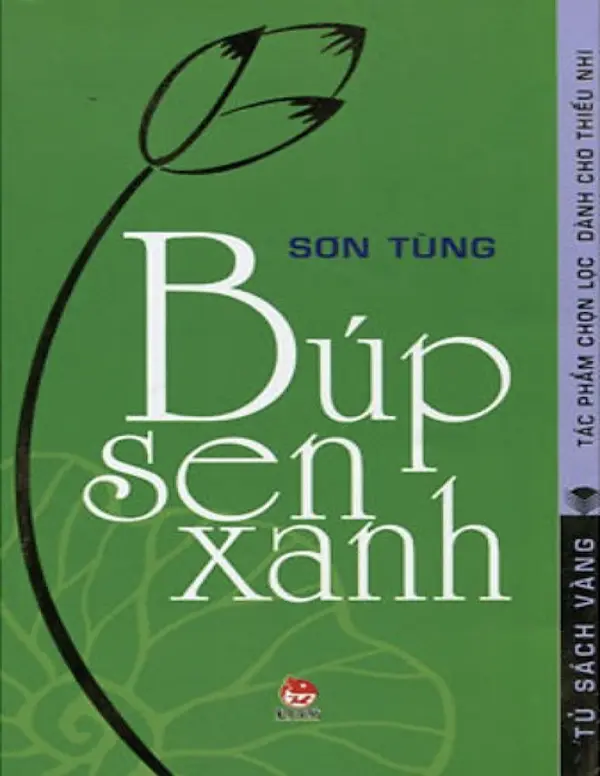 SƠN TÙNG
Búp
sen
xanh
TỦ SÁCH VÀNG
TÁC PHẨM CHỌN LỌC DÀNH CHO THIẾU NHI